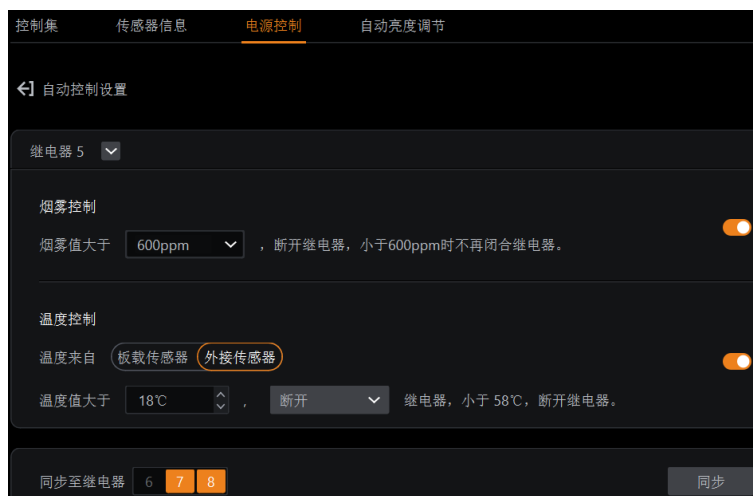 控制集 传感器信息 电源控制 自动亮度调节
自动控制设置
继电器 5
烟雾控制
烟雾值大于 600ppm ，断开继电器，小于600ppm时不再闭合继电器。
温度控制
温度来自 板载传感器 外接传感器
温度值大于 18℃ ， 断开 继电器，小于 58℃，断开继电器。
同步至继电器 6 7 8 同步